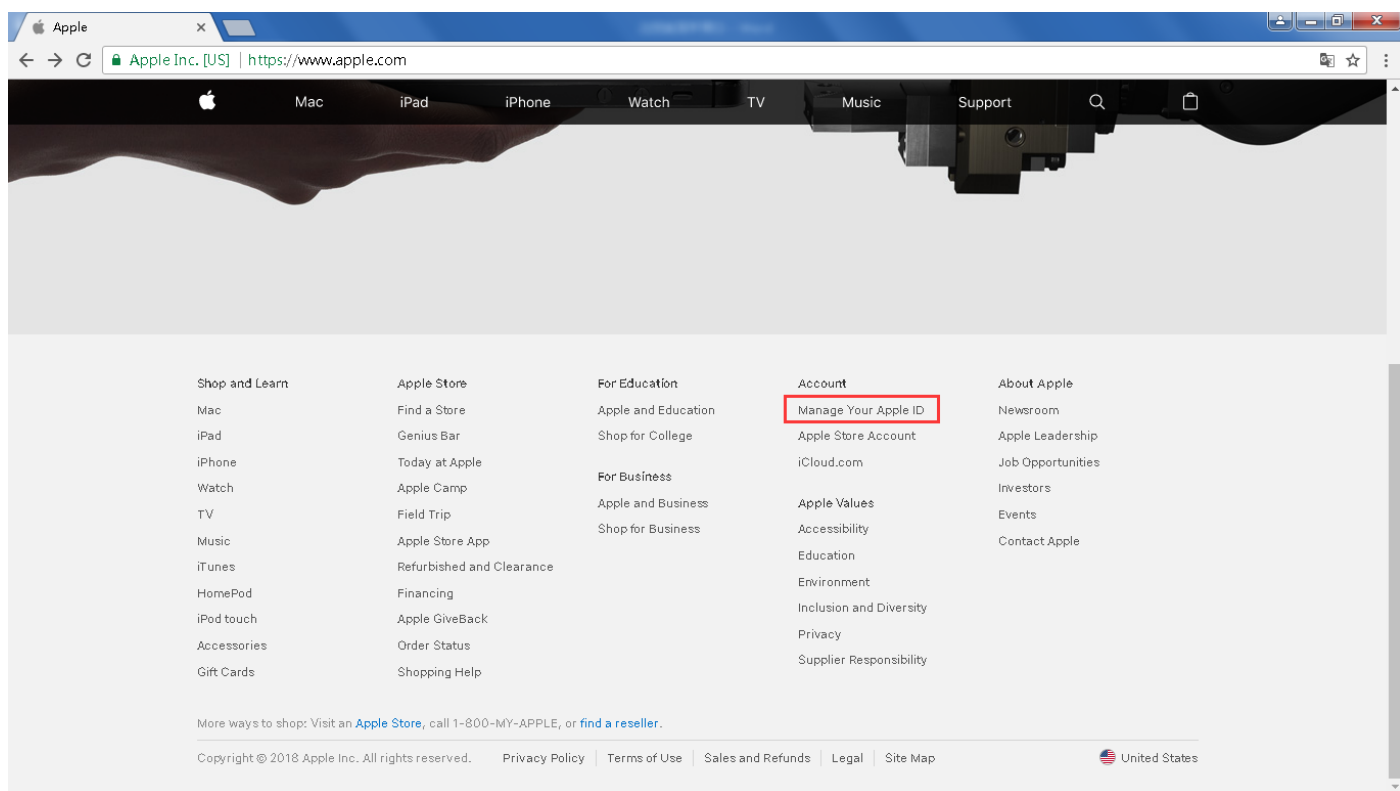 Apple
Apple Inc. [US] https://www.apple.com
Mac iPad iPhone Watch TV Music Support
Shop and Learn
Mac
iPad
iPhone
Watch
TV
Music
iTunes
HomePod
iPod touch
Accessories
Gift Cards
Apple Store
Find a Store
Genius Bar
Today at Apple
Apple Camp
Field Trip
Apple Store App
Refurbished and Clearance
Financing
Apple GiveBack
Order Status
Shopping Help
For Education
Apple and Education
Shop for College
For Business
Apple and Business
Shop for Business
Account
Manage Your Apple ID
Apple Store Account
iCloud.com
Apple Values
Accessibility
Education
Environment
Inclusion and Diversity
Privacy
Supplier Responsibility
About Apple
Newsroom
Apple Leadership
Job Opportunities
Investors
Events
Contact Apple
More ways to shop: Visit an Apple Store, call 1-800-MY-APPLE, or find a reseller.
Copyright © 2018 Apple Inc. All rights reserved. Privacy Policy Terms of Use Sales and Refunds Legal Site Map United States